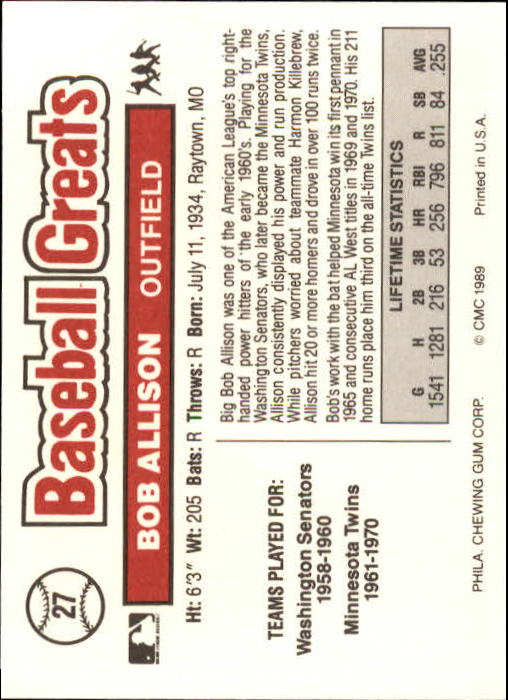 27
Baseball Greats
BOB ALLISON OUTFIELD
Ht: 6'3" Wt: 205 Bats: R Throws: R Born: July 11, 1934, Raytown, MO
TEAMS PLAYED FOR:
Washington Senators
1958-1960
Minnesota Twins
1961-1970
Big Bob Allison was one of the American League's top right-
handed power hitters of the early 1960's. Playing for the
Washington Senators, who later became the Minnesota Twins,
Allison consistently displayed his power and run production.
While pitchers worried about teammate Harmon Killebrew,
Allison hit 20 or more homers and drove in over 100 runs twice.
Bob's work with the bat helped Minnesota win its first pennant in
1965 and consecutive AL West titles in 1969 and 1970. His 211
home runs place him third on the all-time Twins list.
LIFETIME STATISTICS
G H 2B 3B HR RBI R SB AVG
1541 1281 216 53 256 796 811 84 .255
PHILA. CHEWING GUM CORP. © CMC 1989 Printed in U.S.A.